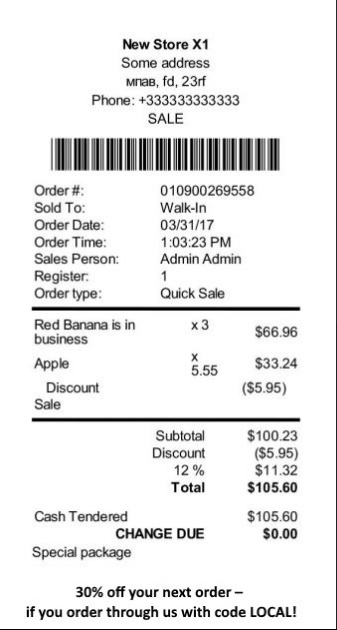 New Store X1
Some address
мпав, fd, 23rf
Phone: +333333333333
SALE
Order #: 010900269558
Sold To: Walk-In
Order Date: 03/31/17
Order Time: 1:03:23 PM
Sales Person: Admin Admin
Register: 1
Order type: Quick Sale
Red Banana is in business x 3 $66.96
Apple x 5.55 $33.24
Discount ($5.95)
Sale
Subtotal $100.23
Discount ($5.95)
12 % $11.32
Total $105.60
Cash Tendered $105.60
CHANGE DUE $0.00
Special package
30% off your next order –
if you order through us with code LOCAL!